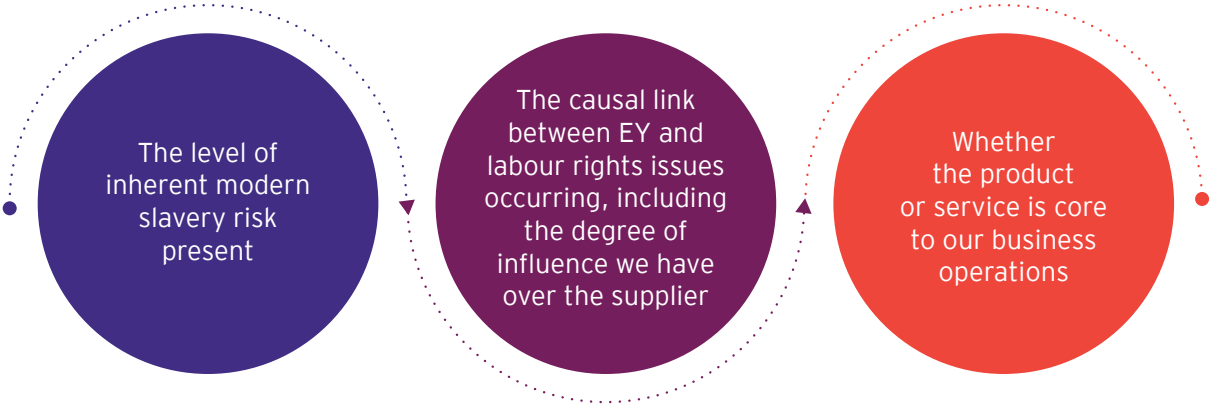 The level of
inherent modern
slavery risk
present
The causal link
between EY and
labour rights issues
occurring, including
the degree of
influence we have
over the supplier
Whether
the product
or service is core
to our business
operations